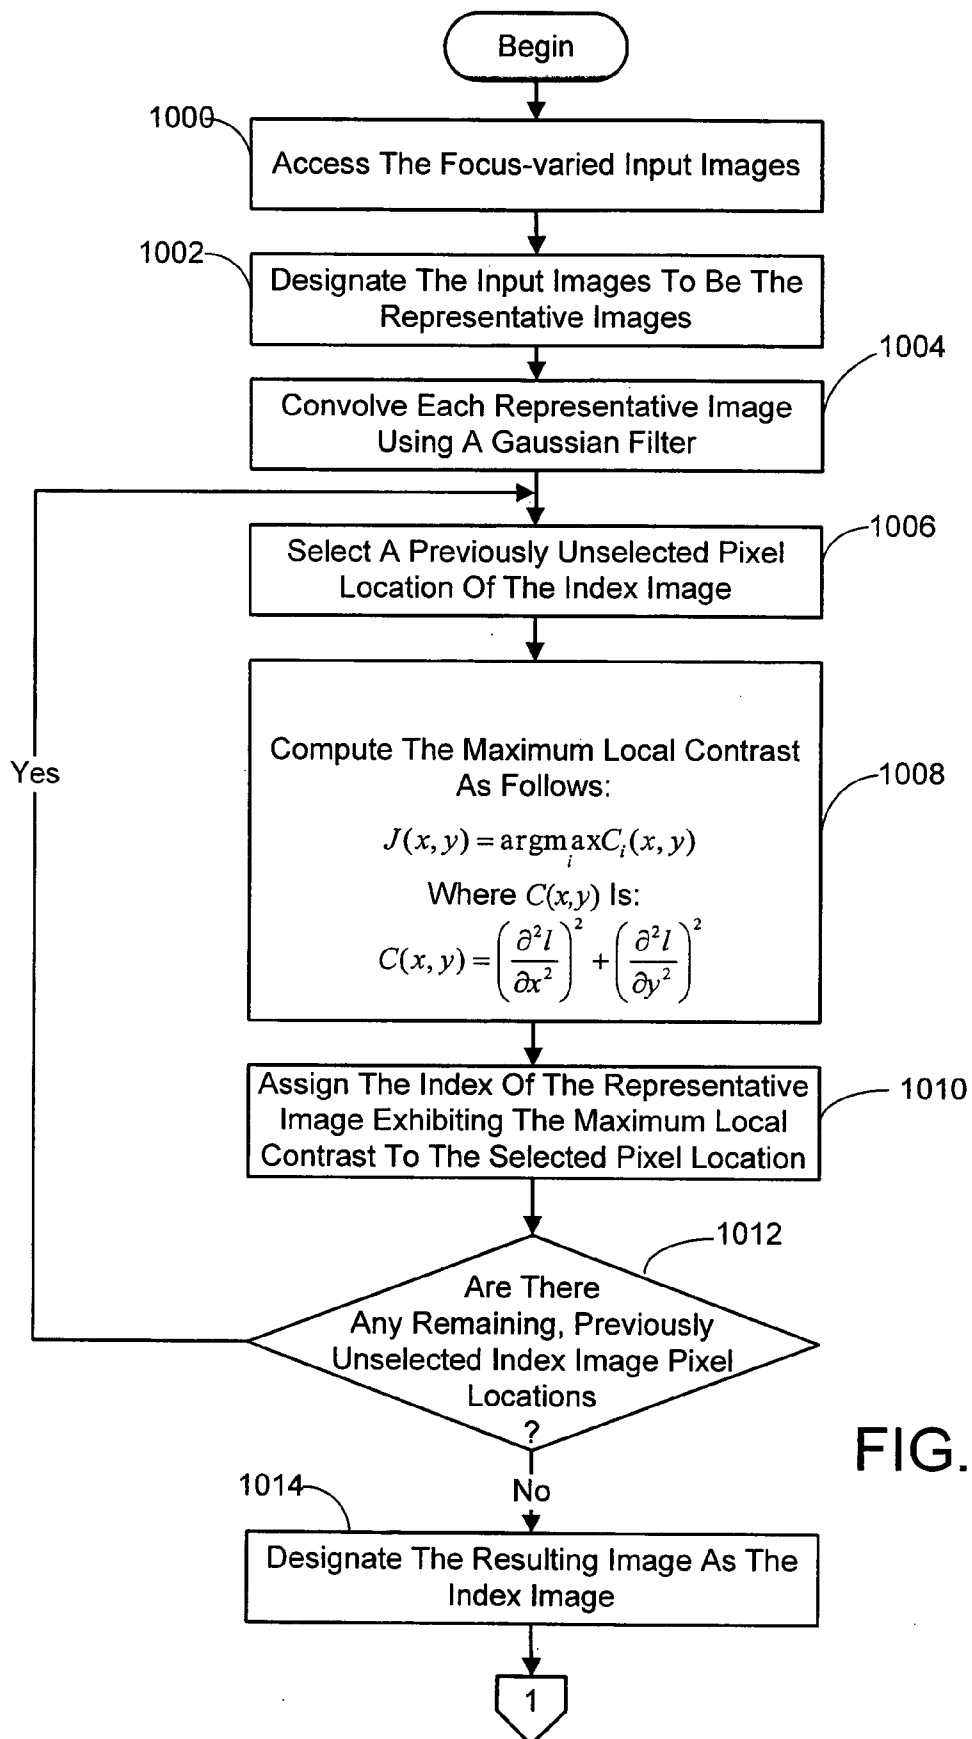 Begin
1000
Access The Focus-varied Input Images
1002
Designate The Input Images To Be The
Representative Images
1004
Convolve Each Representative Image
Using A Gaussian Filter
1006
Select A Previously Unselected Pixel
Location Of The Index Image
Yes
1008
Compute The Maximum Local Contrast
As Follows:
J(x, y) = argmax_i C_i(x, y)
Where C(x,y) Is:
C(x, y) = (∂²l/∂x²)² + (∂²l/∂y²)²
1010
Assign The Index Of The Representative
Image Exhibiting The Maximum Local
Contrast To The Selected Pixel Location
1012
Are There
Any Remaining, Previously
Unselected Index Image Pixel
Locations
?
FIG.
No
1014
Designate The Resulting Image As The
Index Image
1